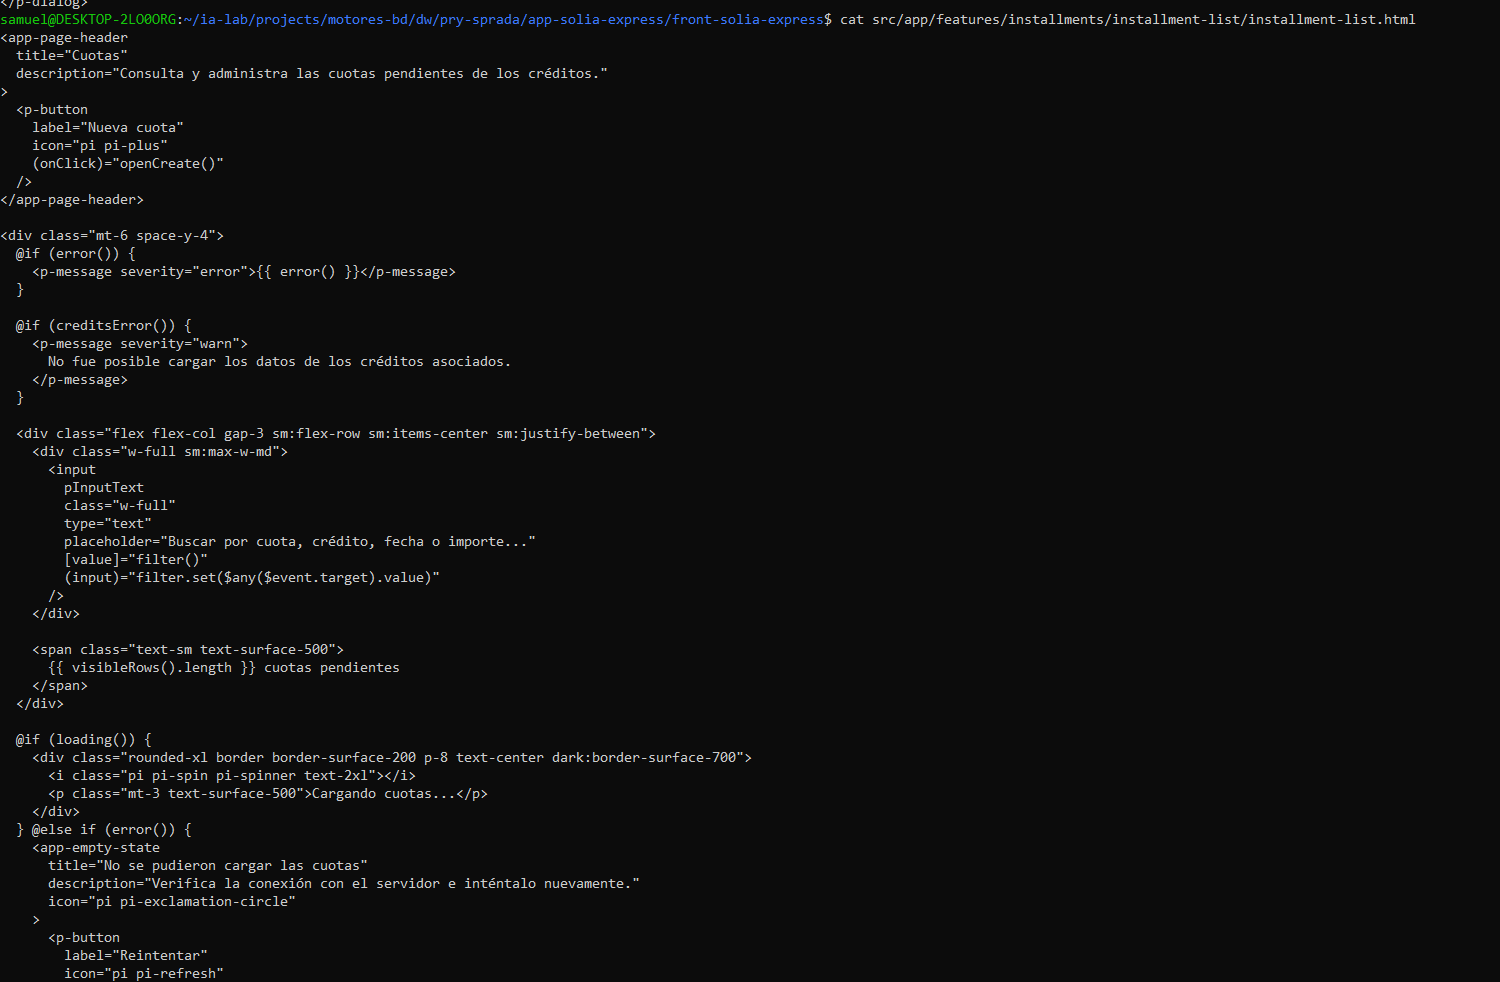 </p-dialog>
samuel@DESKTOP-2LO0ORG:~/ia-lab/projects/motores-bd/dw/pry-sprada/app-solia-express/front-solia-express$ cat src/app/features/installments/installment-list/installment-list.html
<app-page-header
  title="Cuotas"
  description="Consulta y administra las cuotas pendientes de los créditos."
>
  <p-button
    label="Nueva cuota"
    icon="pi pi-plus"
    (onClick)="openCreate()"
  />
</app-page-header>

<div class="mt-6 space-y-4">
  @if (error()) {
    <p-message severity="error">{{ error() }}</p-message>
  }

  @if (creditsError()) {
    <p-message severity="warn">
      No fue posible cargar los datos de los créditos asociados.
    </p-message>
  }

  <div class="flex flex-col gap-3 sm:flex-row sm:items-center sm:justify-between">
    <div class="w-full sm:max-w-md">
      <input
        pInputText
        class="w-full"
        type="text"
        placeholder="Buscar por cuota, crédito, fecha o importe..."
        [value]="filter()"
        (input)="filter.set($any($event.target).value)"
      />
    </div>

    <span class="text-sm text-surface-500">
      {{ visibleRows().length }} cuotas pendientes
    </span>
  </div>

  @if (loading()) {
    <div class="rounded-xl border border-surface-200 p-8 text-center dark:border-surface-700">
      <i class="pi pi-spin pi-spinner text-2xl"></i>
      <p class="mt-3 text-surface-500">Cargando cuotas...</p>
    </div>
  } @else if (error()) {
    <app-empty-state
      title="No se pudieron cargar las cuotas"
      description="Verifica la conexión con el servidor e inténtalo nuevamente."
      icon="pi pi-exclamation-circle"
    >
      <p-button
        label="Reintentar"
        icon="pi pi-refresh"